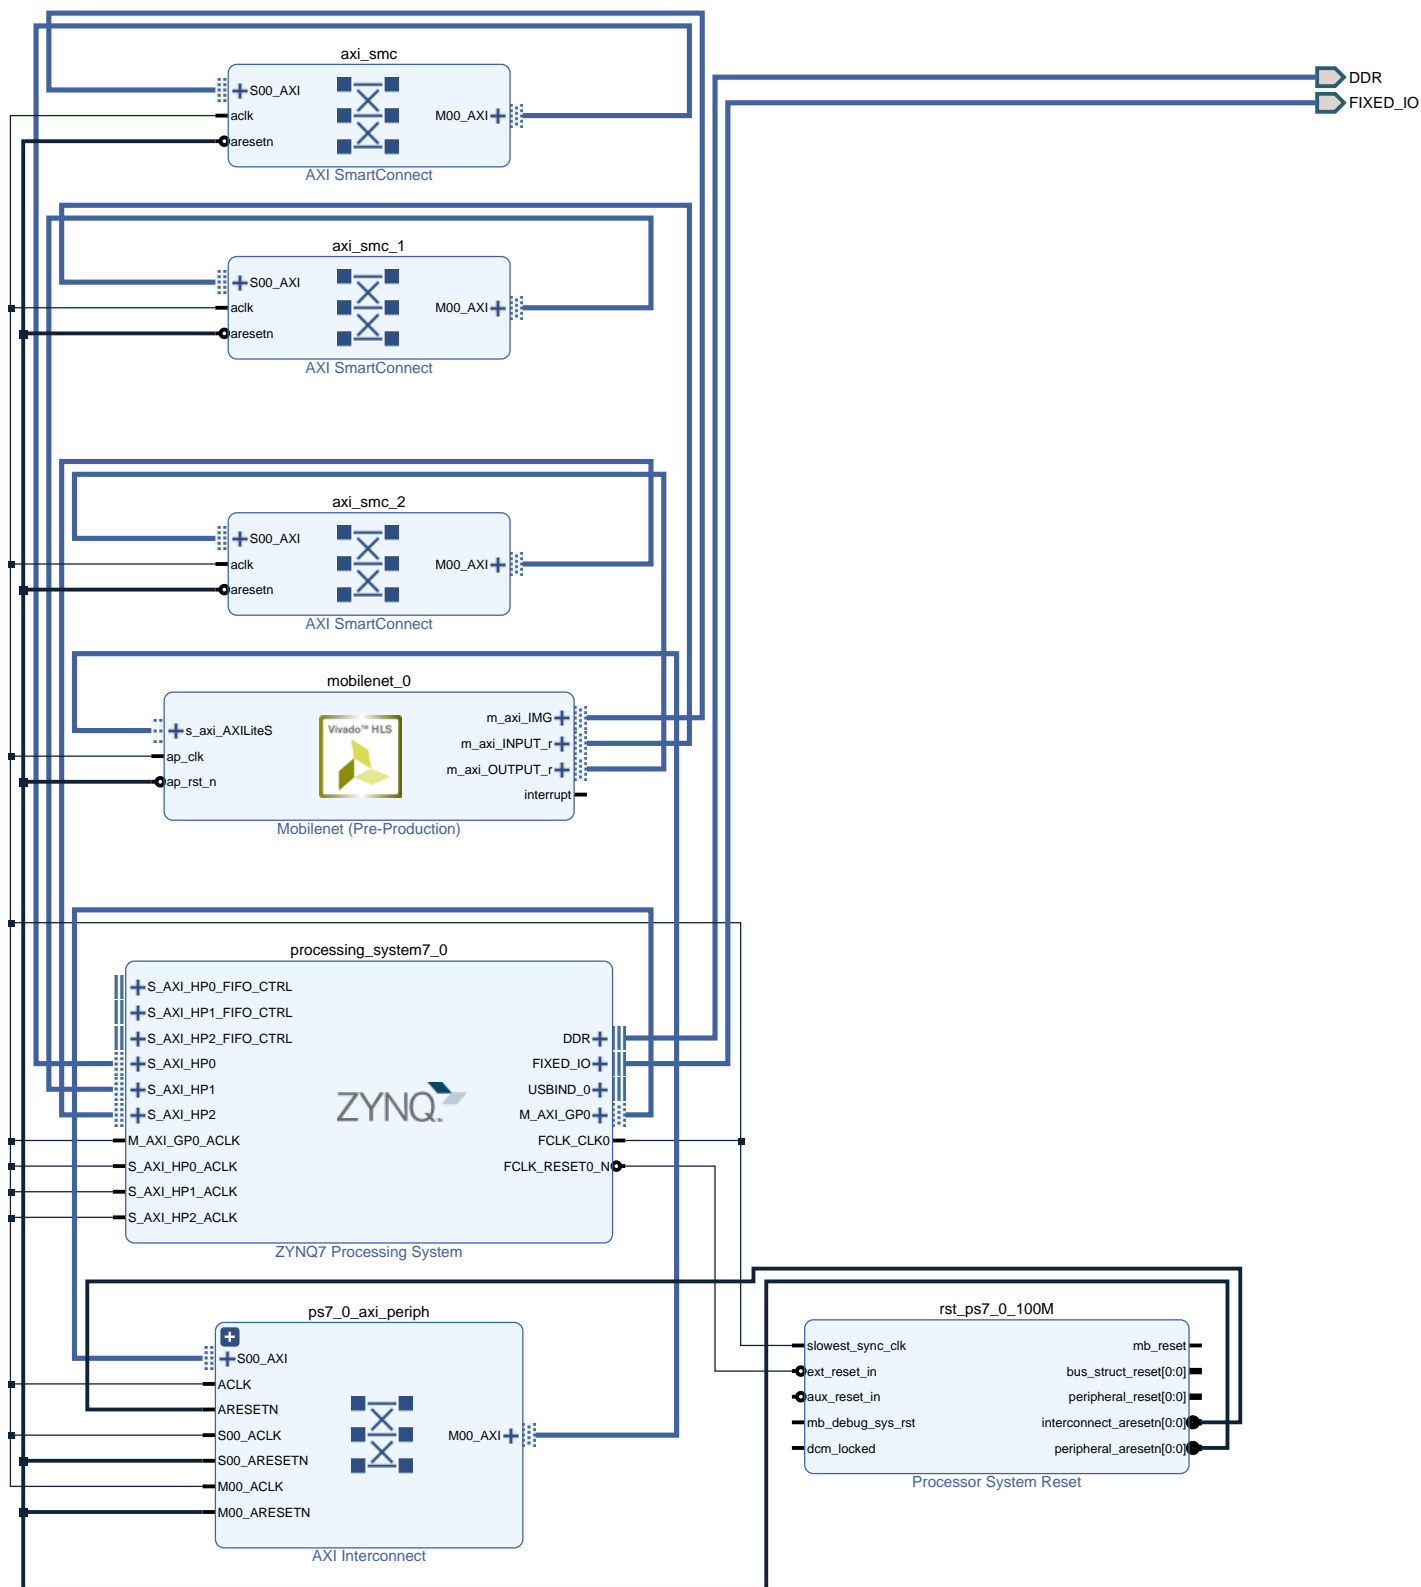 axi_smc
S00_AXI
aclk
aresetn
M00_AXI
AXI SmartConnect
DDR
FIXED_IO
axi_smc_1
S00_AXI
aclk
aresetn
M00_AXI
AXI SmartConnect
axi_smc_2
S00_AXI
aclk
aresetn
M00_AXI
AXI SmartConnect
mobilenet_0
s_axi_AXILiteS
ap_clk
ap_rst_n
Vivado™ HLS
m_axi_IMG
m_axi_INPUT_r
m_axi_OUTPUT_r
interrupt
Mobilenet (Pre-Production)
processing_system7_0
S_AXI_HP0_FIFO_CTRL
S_AXI_HP1_FIFO_CTRL
S_AXI_HP2_FIFO_CTRL
S_AXI_HP0
S_AXI_HP1
S_AXI_HP2
M_AXI_GP0_ACLK
S_AXI_HP0_ACLK
S_AXI_HP1_ACLK
S_AXI_HP2_ACLK
ZYNQ
DDR
FIXED_IO
USBIND_0
M_AXI_GP0
FCLK_CLK0
FCLK_RESET0_N
ZYNQ7 Processing System
ps7_0_axi_periph
S00_AXI
ACLK
ARESETN
S00_ACLK
S00_ARESETN
M00_ACLK
M00_ARESETN
M00_AXI
AXI Interconnect
rst_ps7_0_100M
slowest_sync_clk
ext_reset_in
aux_reset_in
mb_debug_sys_rst
dcm_locked
mb_reset
bus_struct_reset[0:0]
peripheral_reset[0:0]
interconnect_aresetn[0:0]
peripheral_aresetn[0:0]
Processor System Reset